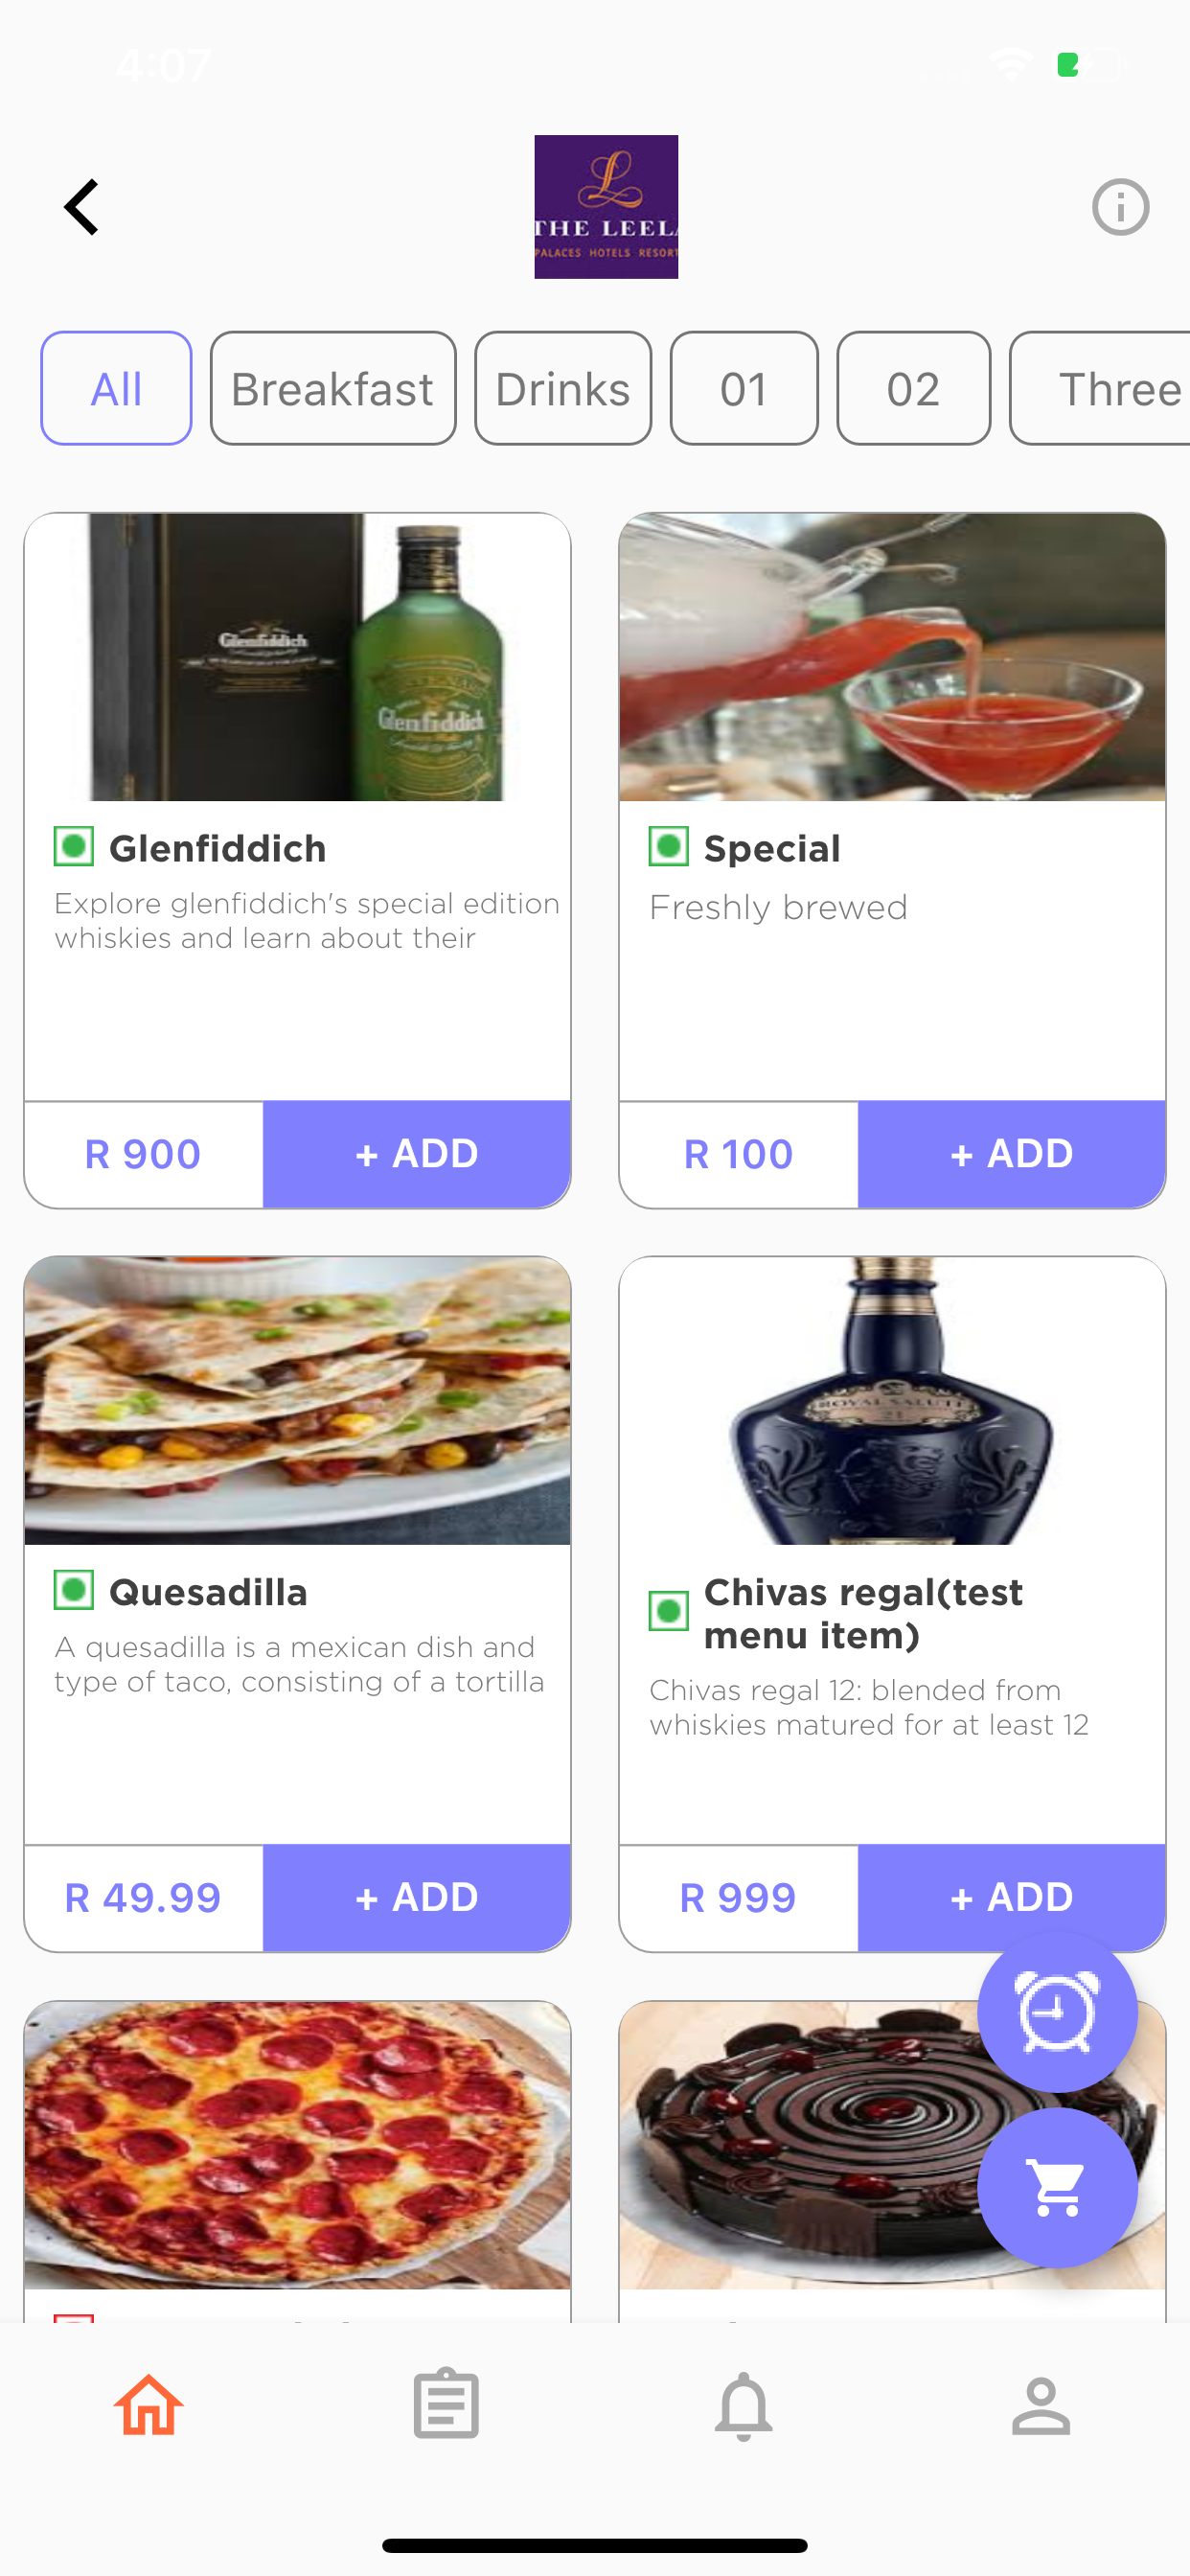 4:07
L
THE LEELA
PALACES HOTELS RESORT
All
Breakfast
Drinks
01
02
Three
Glenfiddich
Glenfiddich
ROYAL SALUTE
21
Glenfiddich
Explore glenfiddich's special edition
whiskies and learn about their
Special
Freshly brewed
R 900
+ ADD
R 100
+ ADD
Quesadilla
A quesadilla is a mexican dish and
type of taco, consisting of a tortilla
Chivas regal(test
menu item)
Chivas regal 12: blended from
whiskies matured for at least 12
R 49.99
+ ADD
R 999
+ ADD